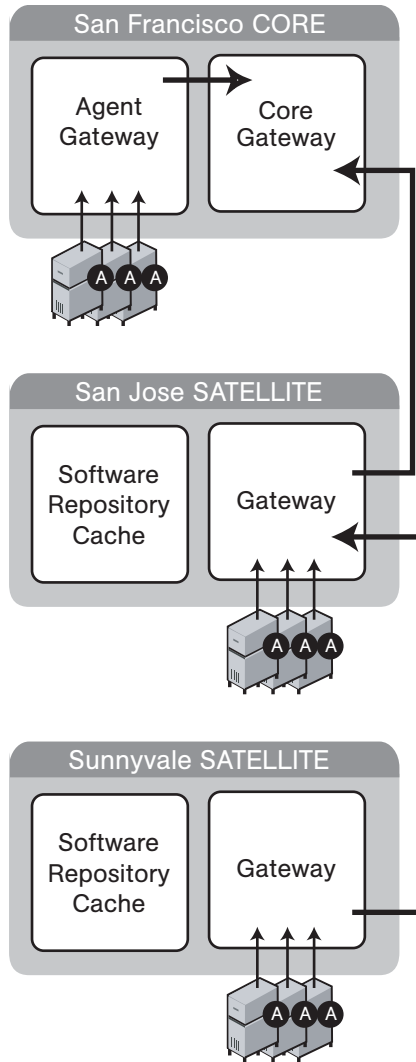 San Francisco CORE
Agent
Gateway
Core
Gateway
A A A
San Jose SATELLITE
Software
Repository
Cache
Gateway
A A A
Sunnyvale SATELLITE
Software
Repository
Cache
Gateway
A A A